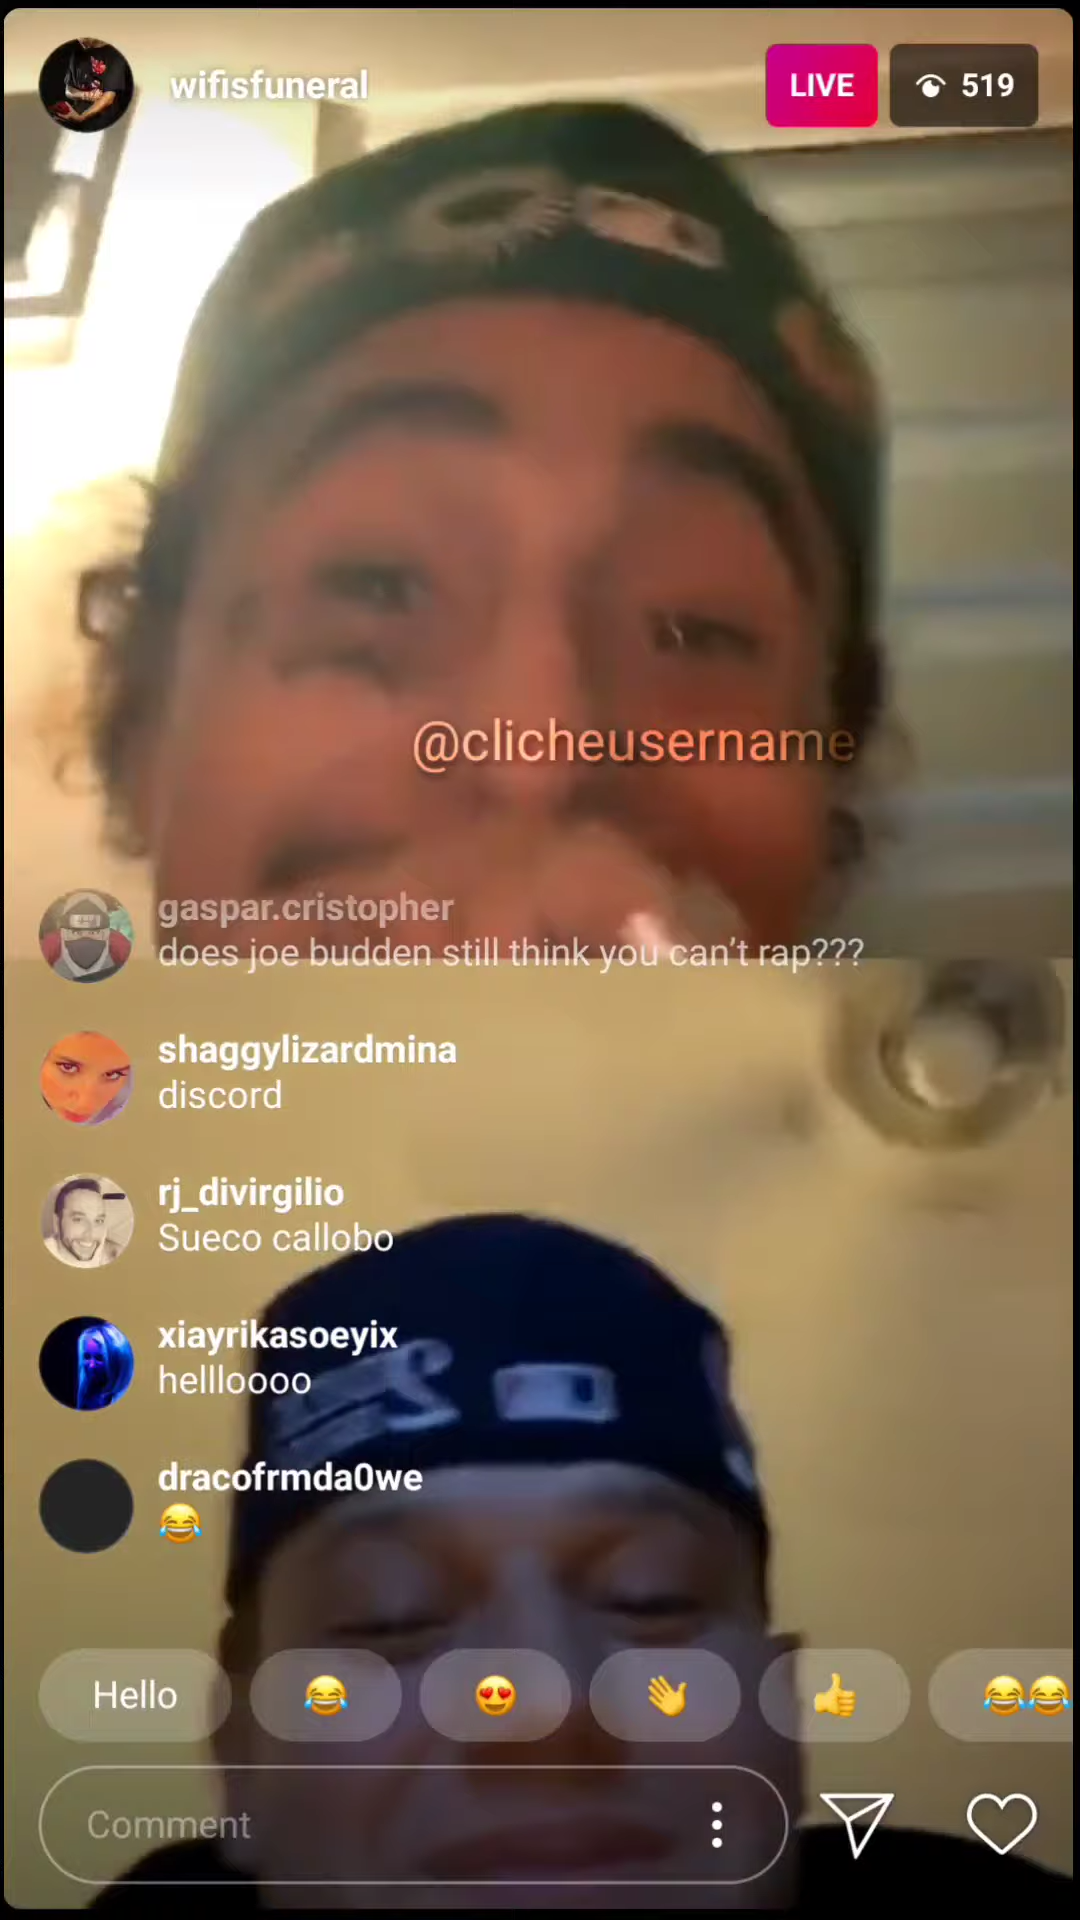 wifisfuneral
LIVE
519
@clicheusername
gaspar.cristopher
does joe budden still think you can't rap???
shaggylizardmina
discord
rj_divirgilio
Sueco callobo
xiayrikasoeyix
hellloooo
dracofrmda0we
😂
Hello 😂 😍 👋 👍 😂😂
Comment